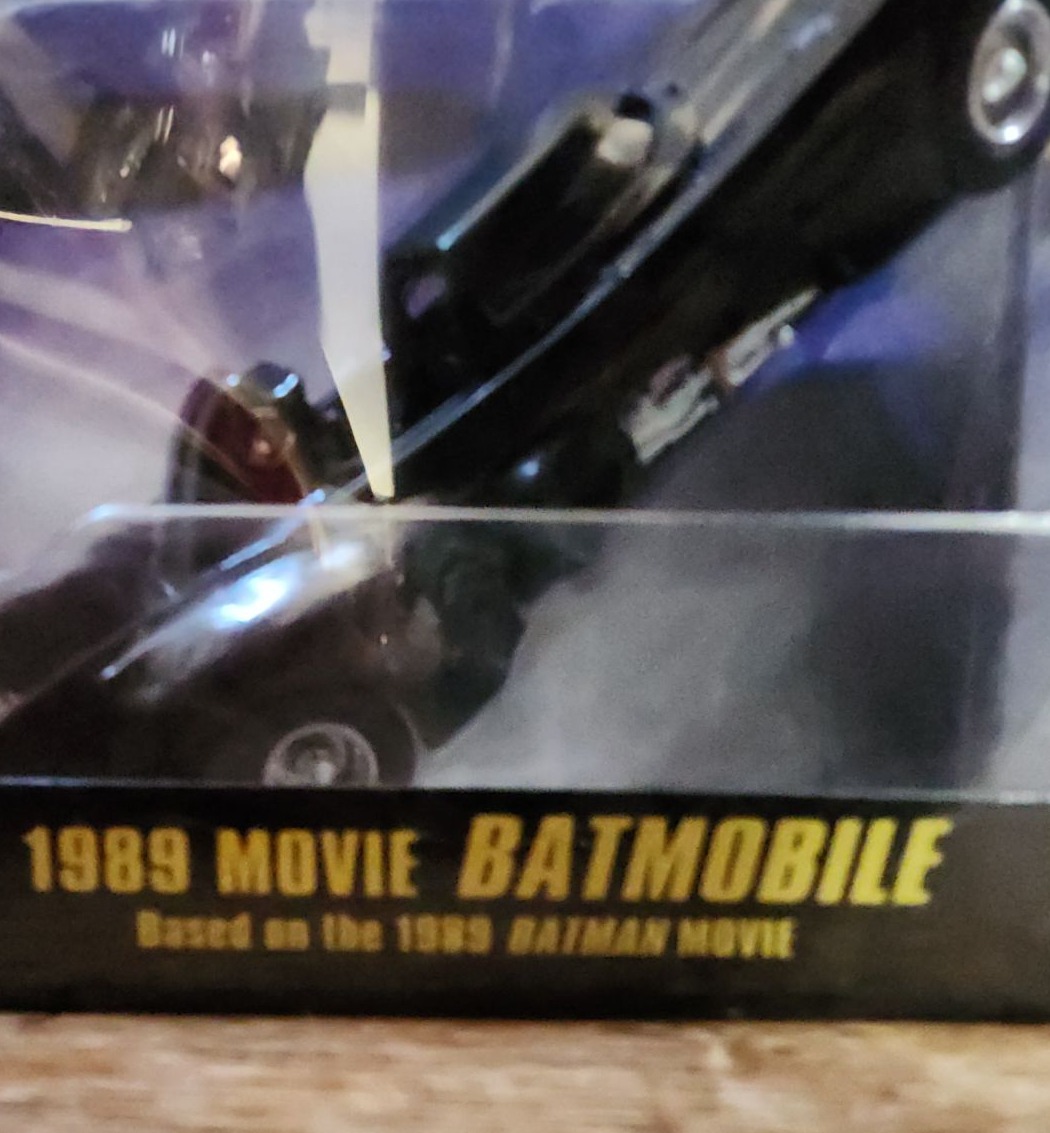 1989 MOVIE BATMOBILE
Based on the 1989 BATMAN MOVIE